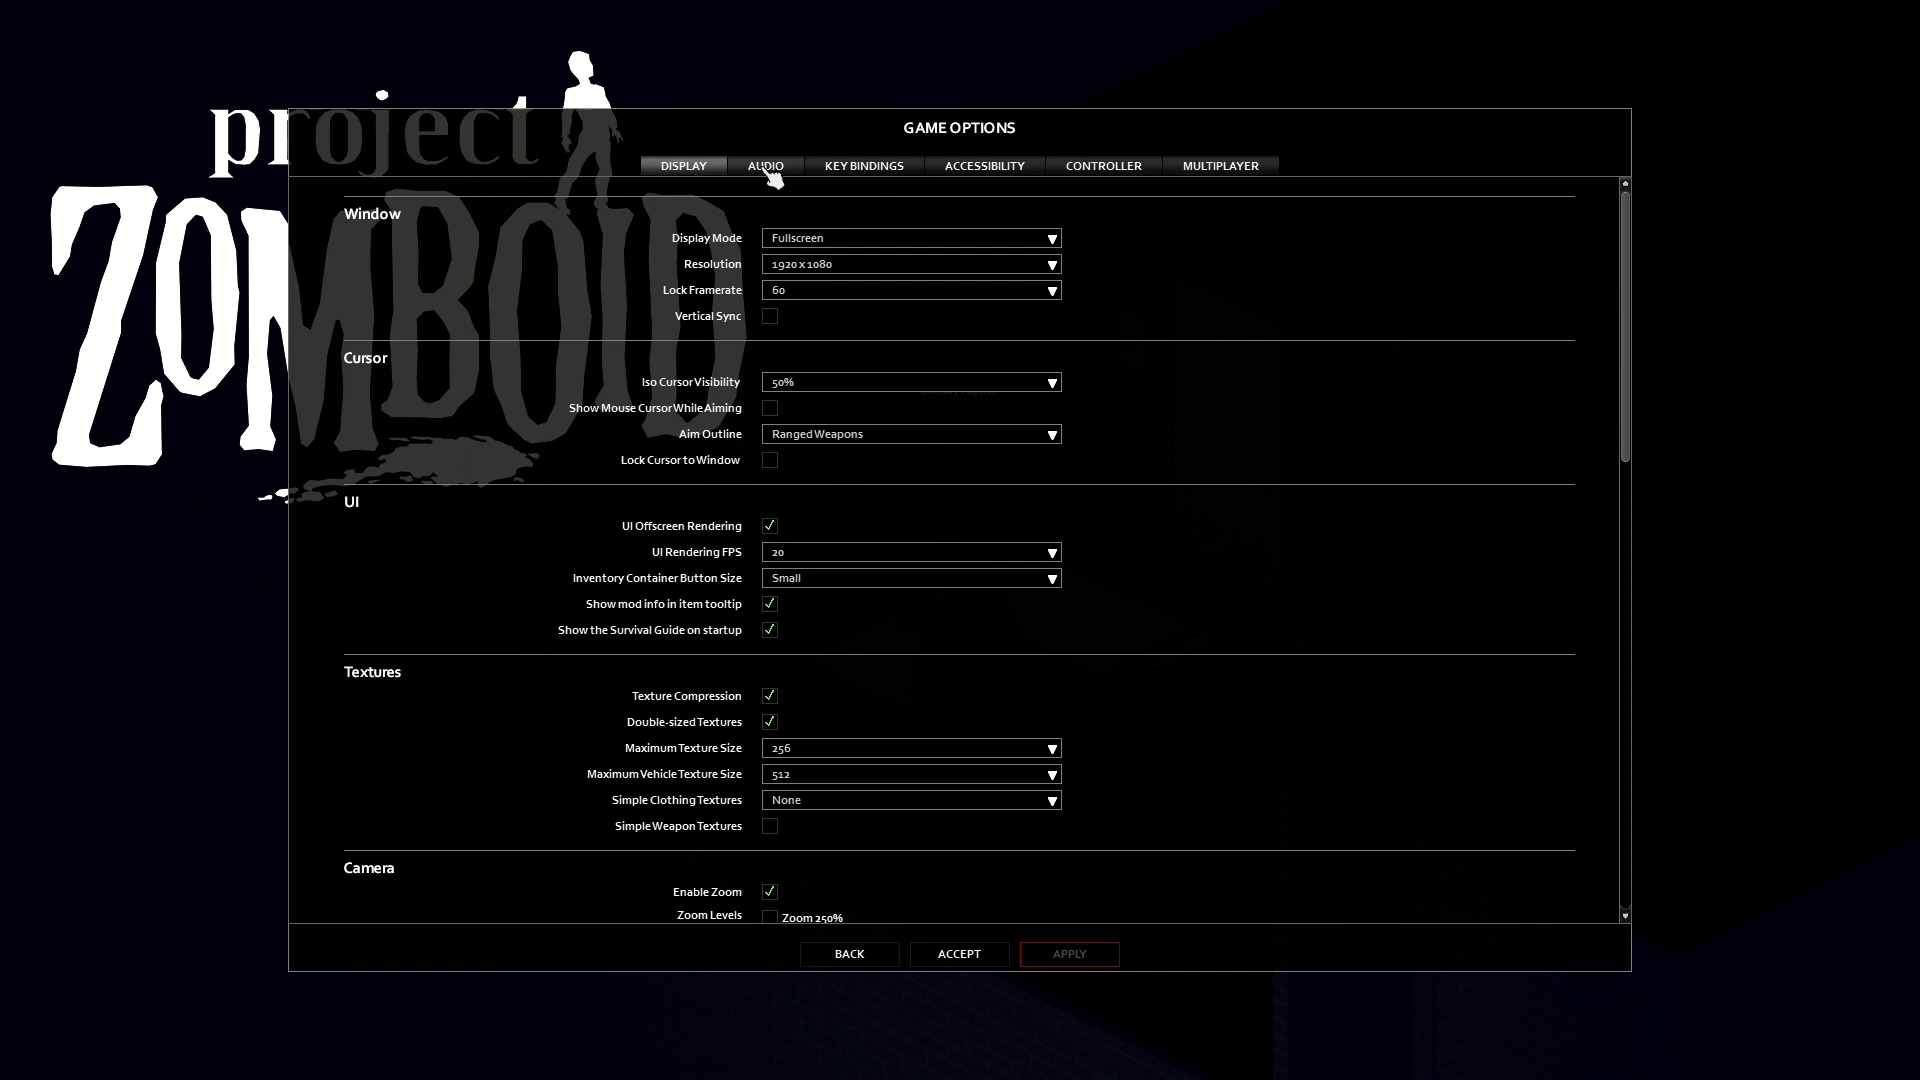 project
ZOMBOID
GAME OPTIONS
DISPLAY AUDIO KEY BINDINGS ACCESSIBILITY CONTROLLER MULTIPLAYER
Window
Display Mode Fullscreen
Resolution 1920 x 1080
Lock Framerate 60
Vertical Sync
Cursor
Iso Cursor Visibility 50%
Show Mouse Cursor While Aiming
Aim Outline Ranged Weapons
Lock Cursor to Window
UI
UI Offscreen Rendering
UI Rendering FPS 20
Inventory Container Button Size Small
Show mod info in item tooltip
Show the Survival Guide on startup
Textures
Texture Compression
Double-sized Textures
Maximum Texture Size 256
Maximum Vehicle Texture Size 512
Simple Clothing Textures None
Simple Weapon Textures
Camera
Enable Zoom
Zoom Levels Zoom 250%
BACK ACCEPT APPLY